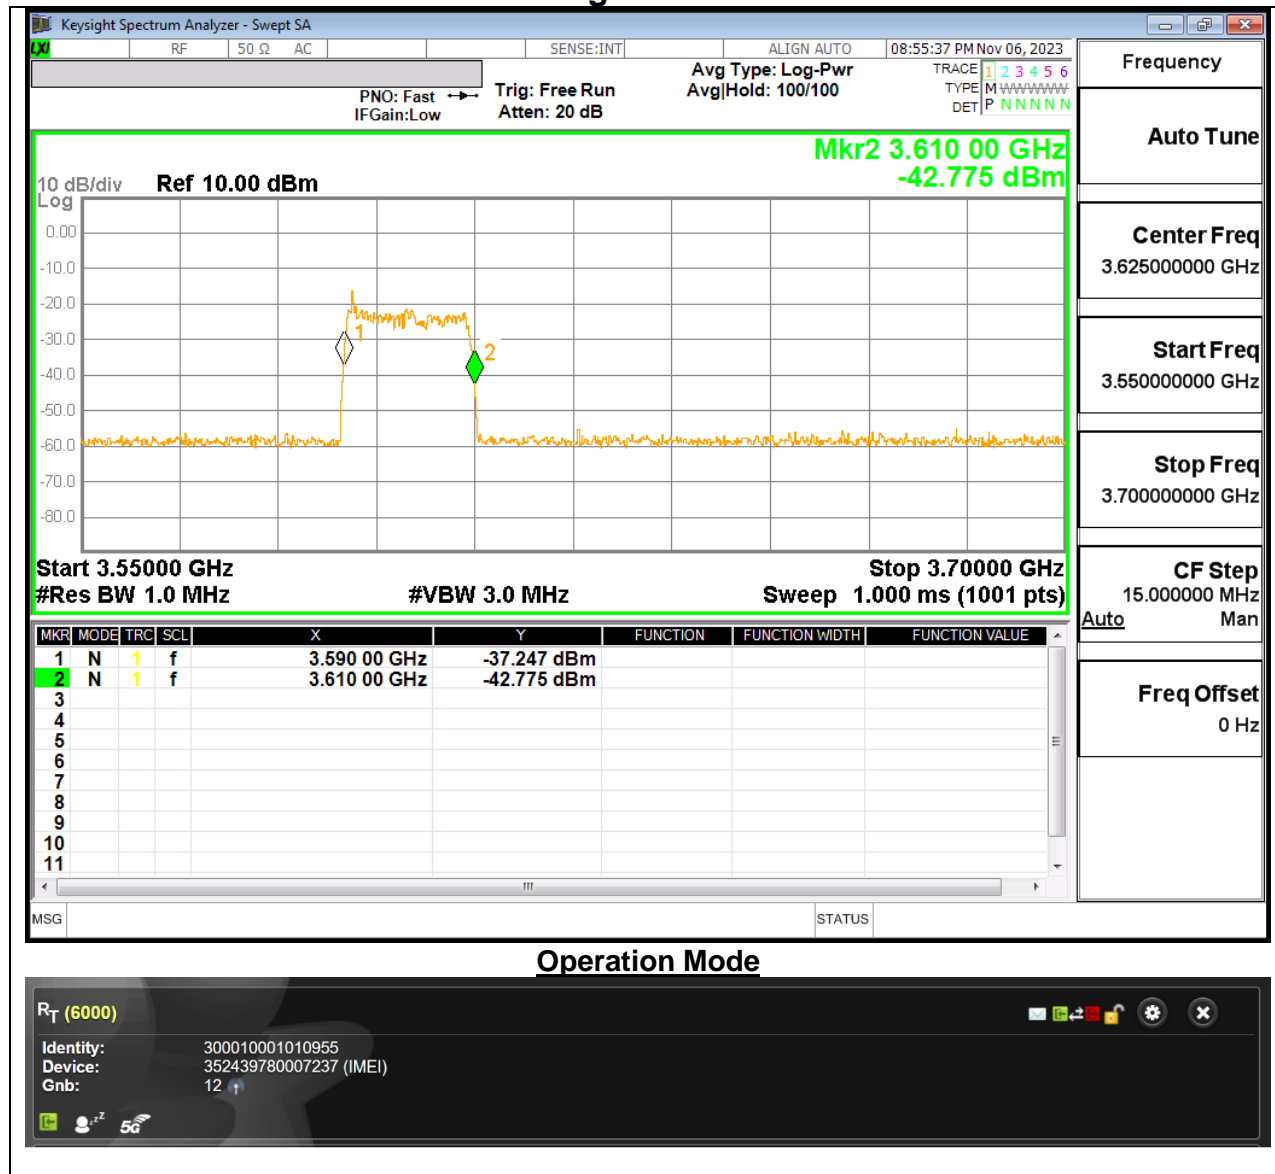 Keysight Spectrum Analyzer - Swept SA
LXI RF 50 Ω AC SENSE:INT ALIGN AUTO 08:55:37 PM Nov 06, 2023
PNO: Fast
IFGain:Low
Trig: Free Run
Atten: 20 dB
Avg Type: Log-Pwr
Avg|Hold: 100/100
TRACE 1 2 3 4 5 6
TYPE M W W W W W
DET P N N N N N
Mkr2 3.610 00 GHz
-42.775 dBm
10 dB/div
Log
Ref 10.00 dBm
0.00
-10.0
-20.0
-30.0
-40.0
-50.0
-60.0
-70.0
-80.0
1
2
Start 3.55000 GHz
Stop 3.70000 GHz
#Res BW 1.0 MHz
#VBW 3.0 MHz
Sweep 1.000 ms (1001 pts)
MKR MODE TRC SCL X Y FUNCTION FUNCTION WIDTH FUNCTION VALUE
1 N 1 f 3.590 00 GHz -37.247 dBm
2 N 1 f 3.610 00 GHz -42.775 dBm
3
4
5
6
7
8
9
10
11
MSG
STATUS
Frequency
Auto Tune
Center Freq
3.625000000 GHz
Start Freq
3.550000000 GHz
Stop Freq
3.700000000 GHz
CF Step
15.000000 MHz
Auto Man
Freq Offset
0 Hz
Operation Mode
RT (6000)
Identity: 300010001010955
Device: 352439780007237 (IMEI)
Gnb: 12
zzZ 5G